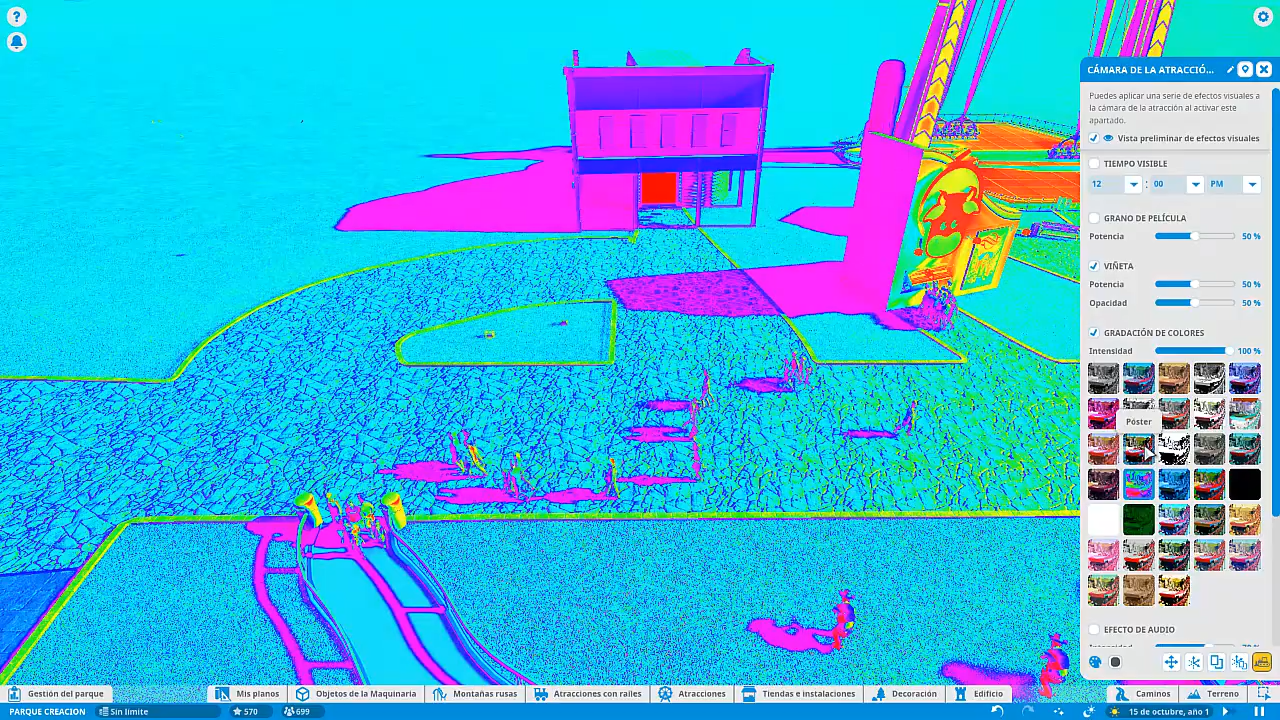 CÁMARA DE LA ATRACCIÓ...
Puedes aplicar una serie de efectos visuales a
la cámara de la atracción al activar este
apartado.
Vista preliminar de efectos visuales
TIEMPO VISIBLE
12 : 00 PM
GRANO DE PELÍCULA
Potencia 50 %
VIÑETA
Potencia 50 %
Opacidad 50 %
GRADACIÓN DE COLORES
Intensidad 100 %
Póster
EFECTO DE AUDIO
Gestión del parque
Mis planos
Objetos de la Maquinaria
Montañas rusas
Atracciones con raíles
Atracciones
Tiendas e instalaciones
Decoración
Edificio
Caminos
Terreno
PARQUE CREACION
Sin límite
570
699
15 de octubre, año 1